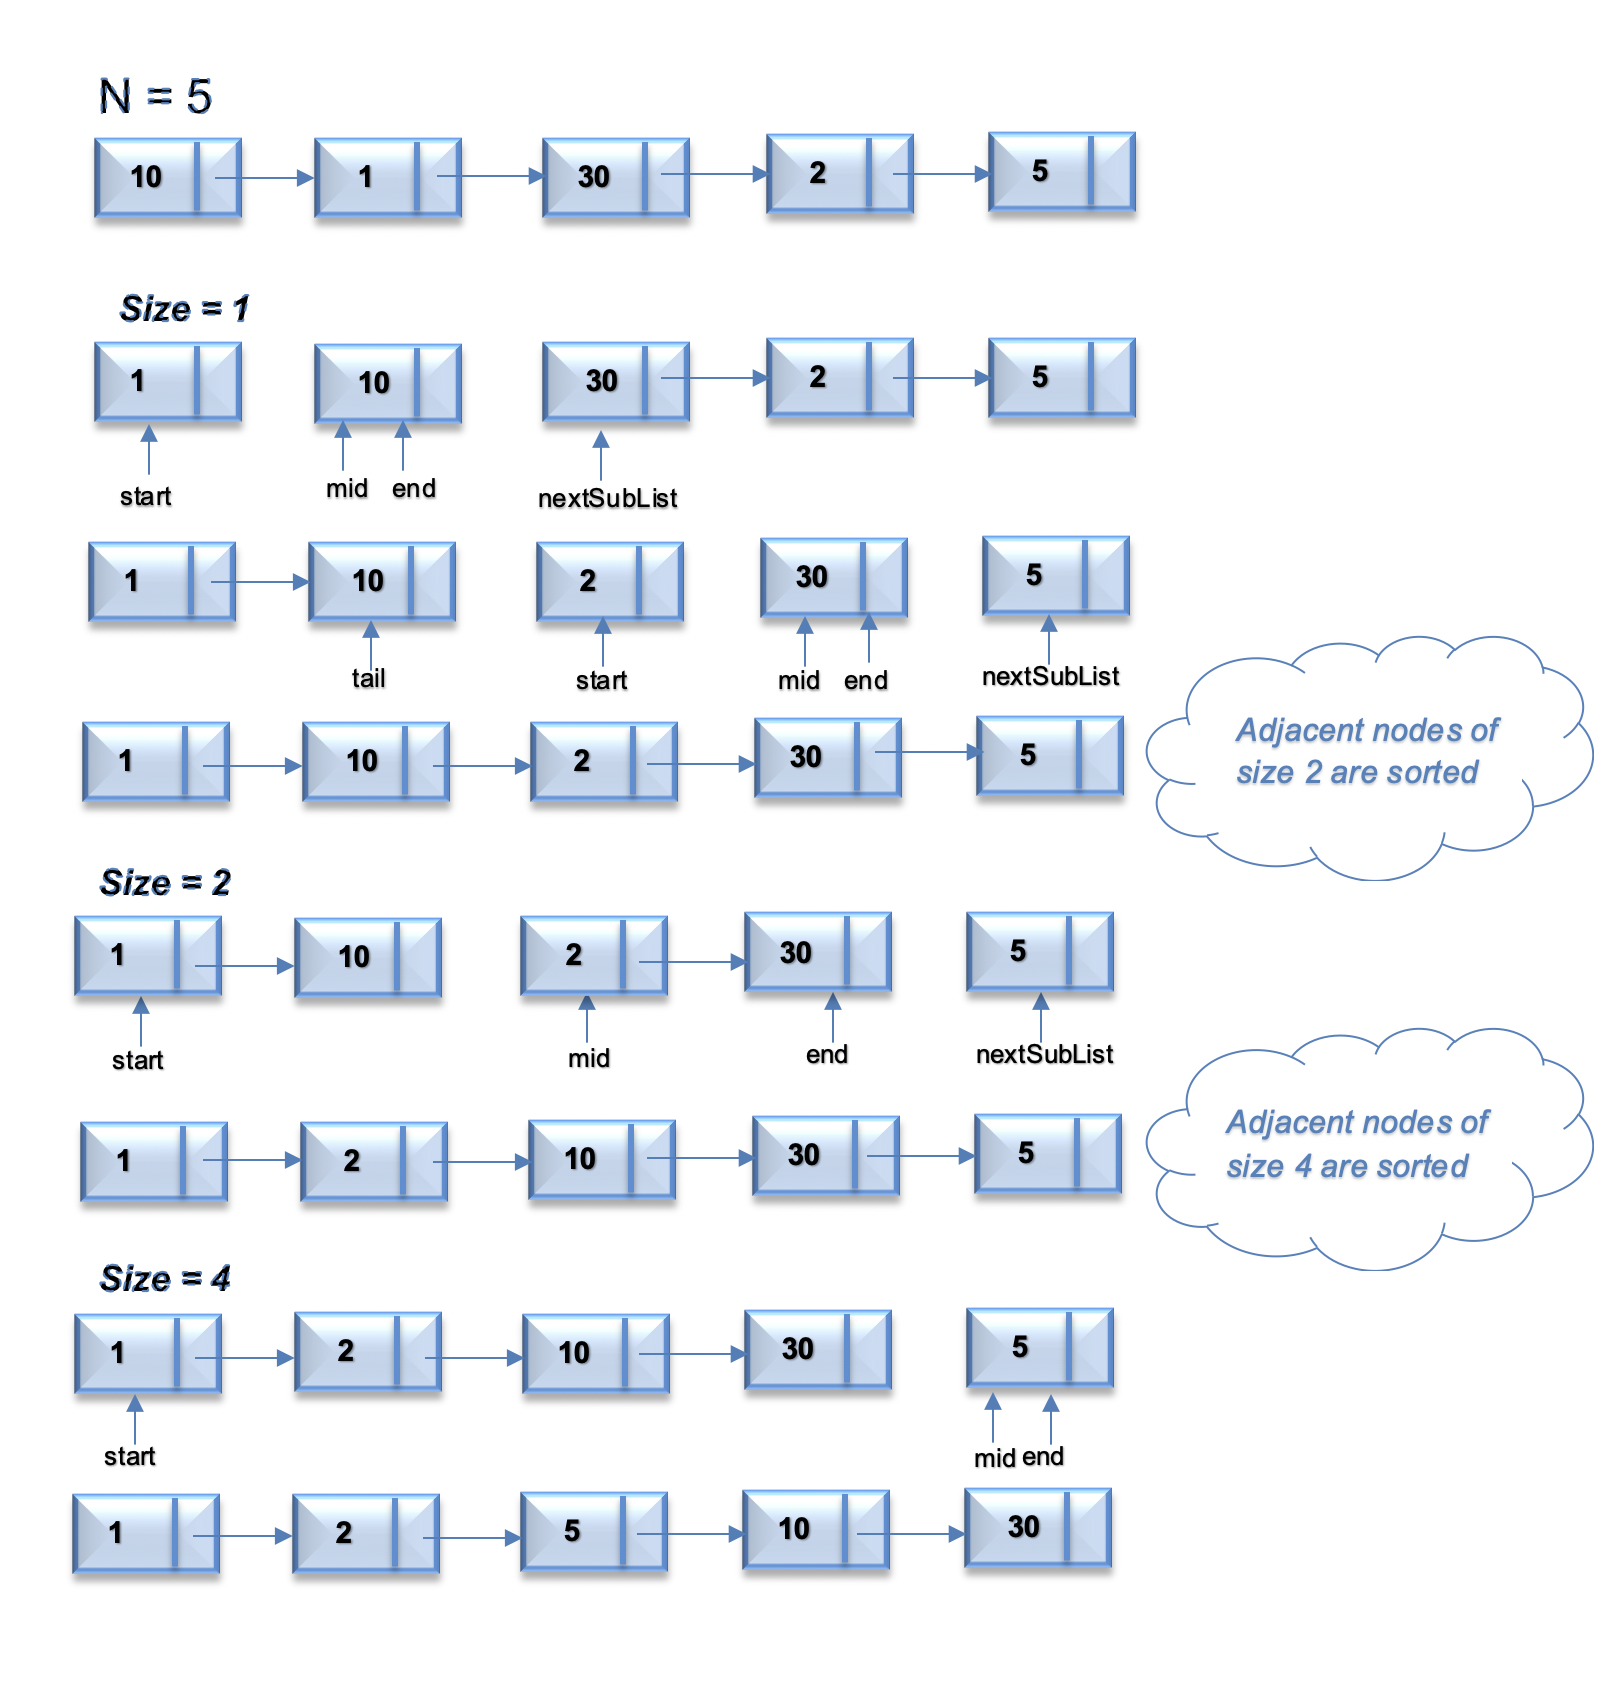 N = 5
10 1 30 2 5
Size = 1
1 10 30 2 5
start mid end nextSubList
1 10 2 30 5
tail start mid end nextSubList
Adjacent nodes of
size 2 are sorted
1 10 2 30 5
Size = 2
1 10 2 30 5
start mid end nextSubList
Adjacent nodes of
size 4 are sorted
1 2 10 30 5
Size = 4
1 2 10 30 5
start mid end
1 2 5 10 30